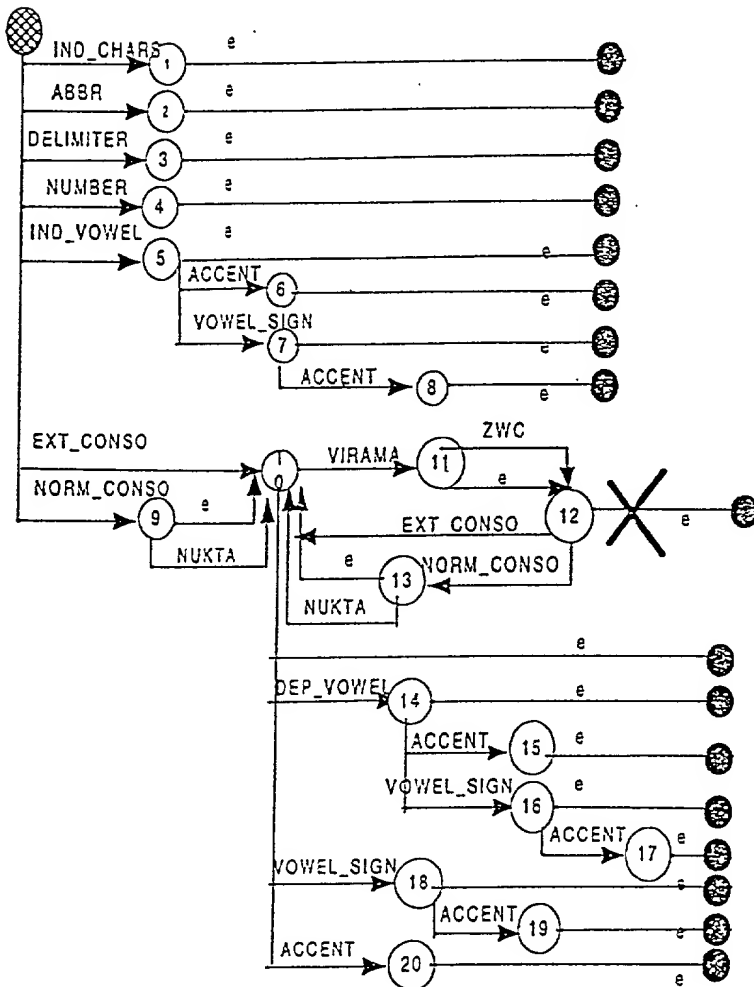 IND_CHARS e
1
ABBR e
2
DELIMITER e
3
NUMBER e
4
IND_VOWEL e
5 e
ACCENT 6 e
VOWEL_SIGN
7 e
ACCENT 8 e
EXT_CONSO 10 VIRAMA 11 ZWC
e
NORM_CONSO 9 e
EXT CONSO 12 e
NUKTA
e 13 NORM_CONSO
NUKTA
e
DEP_VOWEL 14 e
ACCENT 15 e
VOWEL_SIGN 16 e
ACCENT 17 e
VOWEL_SIGN 18 e
ACCENT 19 e
ACCENT 20 e